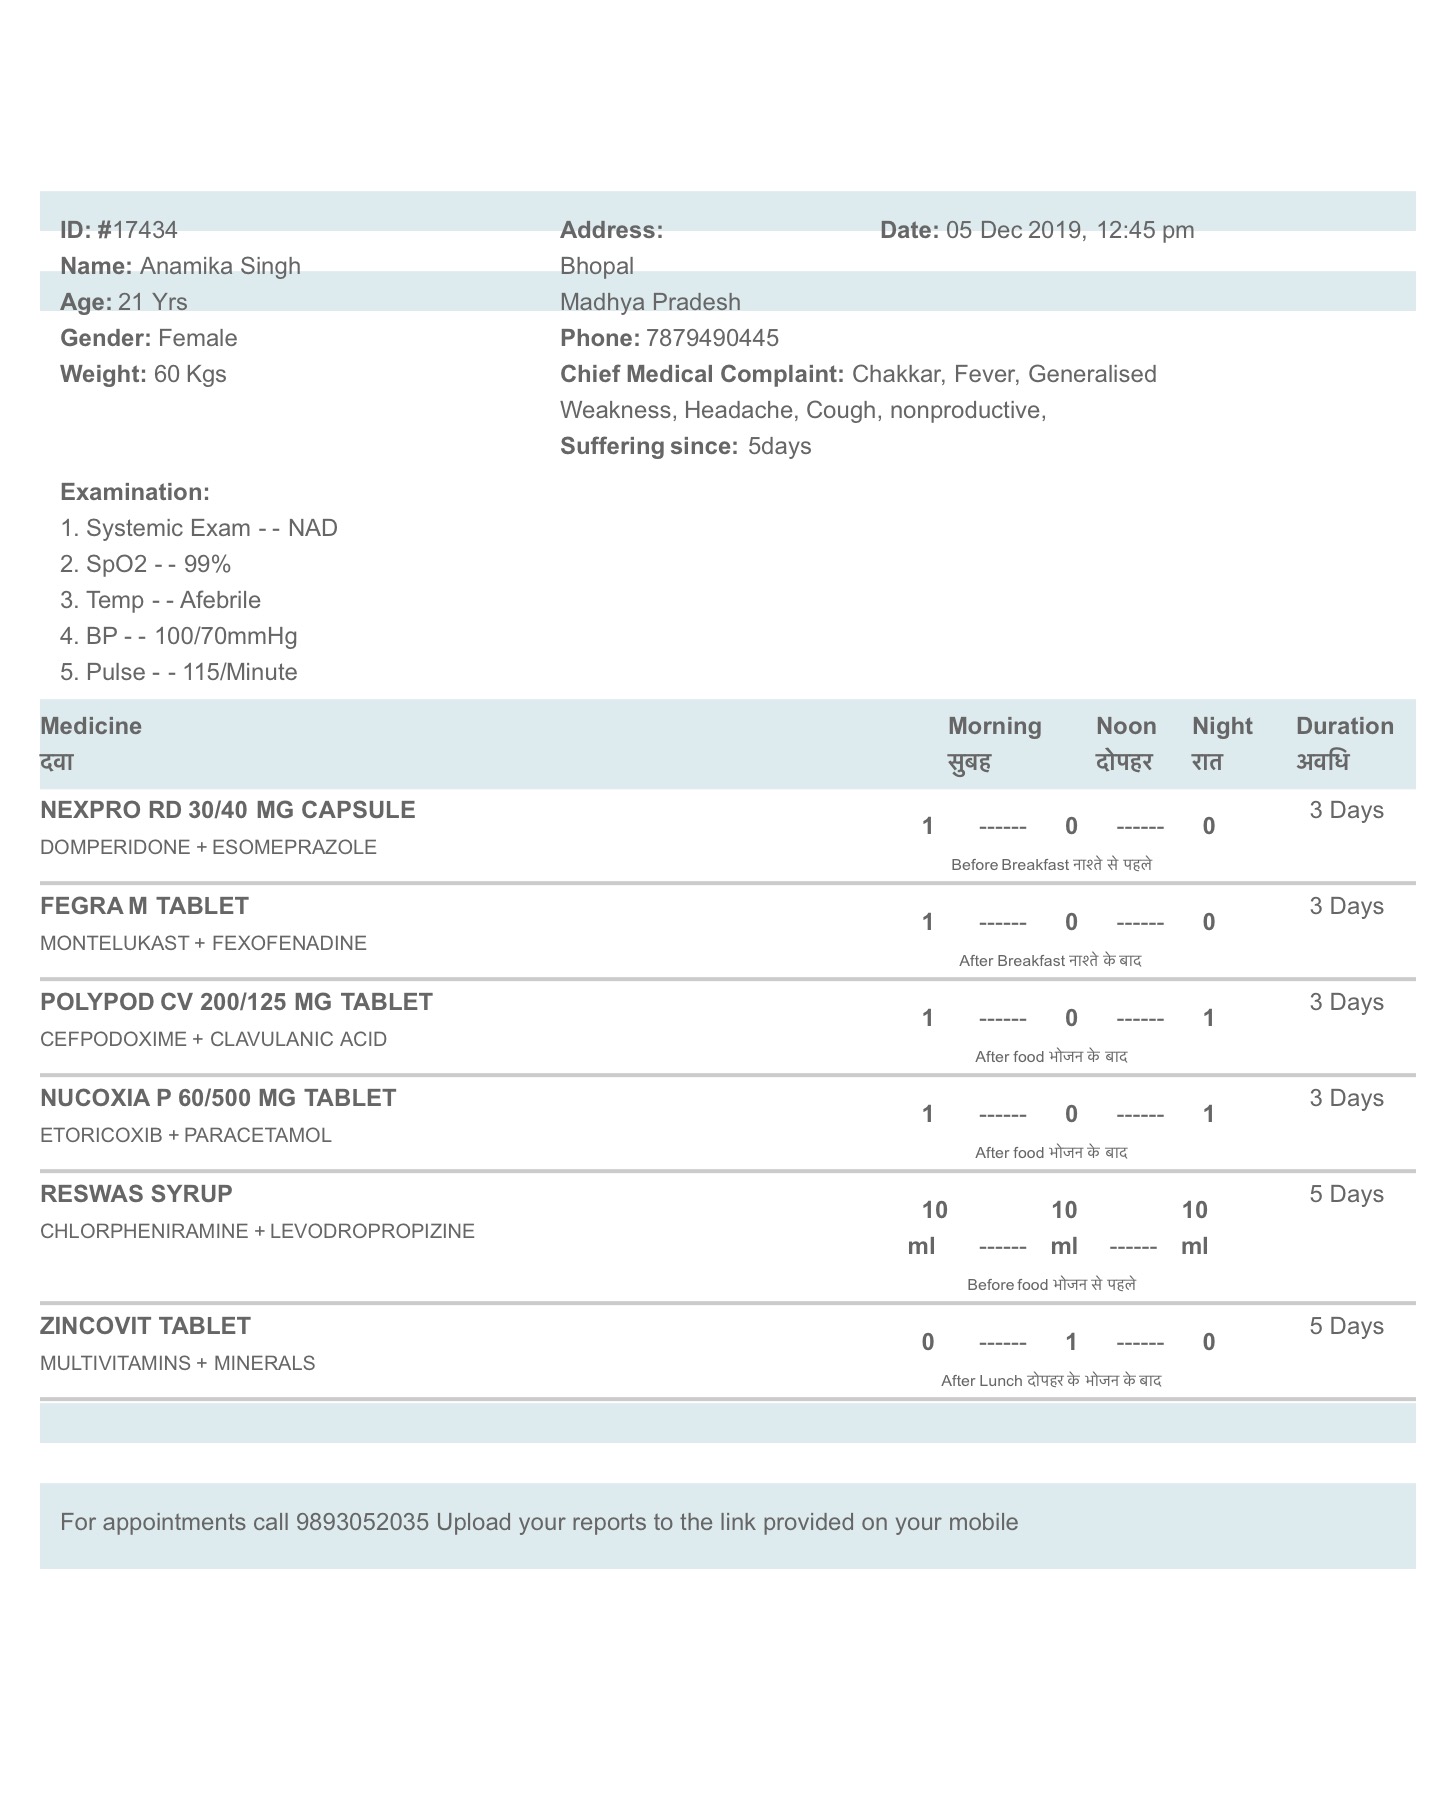 ID: #17434
Name: Anamika Singh
Age: 21 Yrs
Gender: Female
Weight: 60 Kgs
Address:
Bhopal
Madhya Pradesh
Phone: 7879490445
Date: 05 Dec 2019, 12:45 pm
Chief Medical Complaint: Chakkar, Fever, Generalised
Weakness, Headache, Cough, nonproductive,
Suffering since: 5days
Examination:
1. Systemic Exam - - NAD
2. SpO2 - - 99%
3. Temp - - Afebrile
4. BP - - 100/70mmHg
5. Pulse - - 115/Minute
Medicine Morning Noon Night Duration
दवा सुबह दोपहर रात अवधि
NEXPRO RD 30/40 MG CAPSULE 3 Days
1 ------ 0 ------ 0
DOMPERIDONE + ESOMEPRAZOLE
Before Breakfast नाश्ते से पहले
FEGRA M TABLET 3 Days
1 ------ 0 ------ 0
MONTELUKAST + FEXOFENADINE
After Breakfast नाश्ते के बाद
POLYPOD CV 200/125 MG TABLET 3 Days
1 ------ 0 ------ 1
CEFPODOXIME + CLAVULANIC ACID
After food भोजन के बाद
NUCOXIA P 60/500 MG TABLET 3 Days
1 ------ 0 ------ 1
ETORICOXIB + PARACETAMOL
After food भोजन के बाद
RESWAS SYRUP 5 Days
10 10 10
CHLORPHENIRAMINE + LEVODROPROPIZINE
ml ------ ml ------ ml
Before food भोजन से पहले
ZINCOVIT TABLET 5 Days
0 ------ 1 ------ 0
MULTIVITAMINS + MINERALS
After Lunch दोपहर के भोजन के बाद
For appointments call 9893052035 Upload your reports to the link provided on your mobile